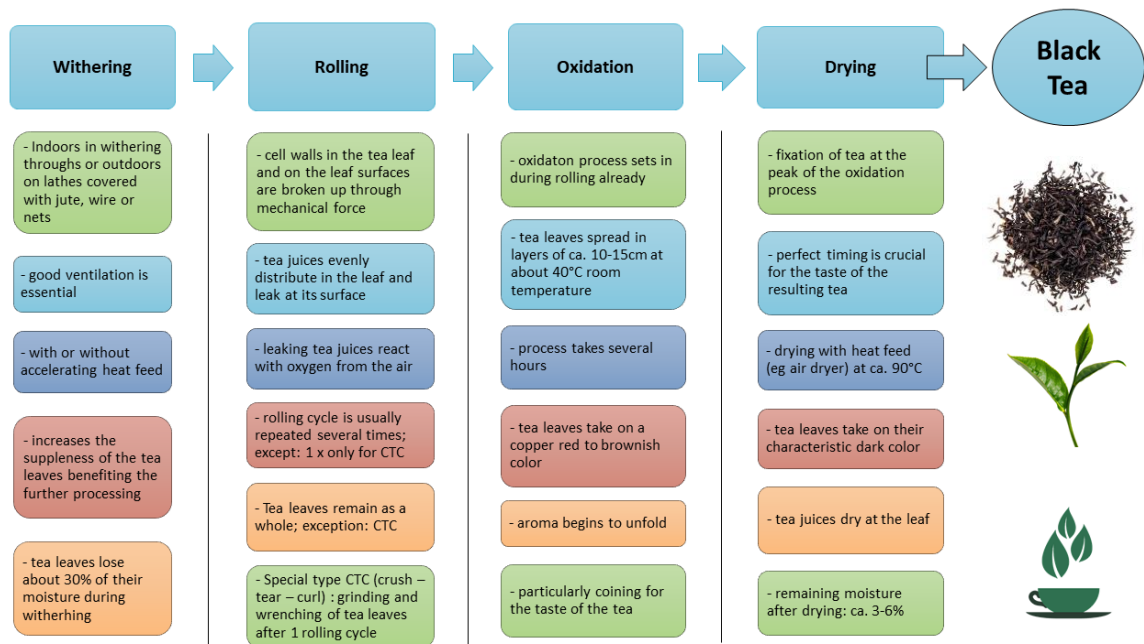 Withering
Rolling
Oxidation
Drying
Black
Tea
- Indoors in withering
throughs or outdoors
on lathes covered
with jute, wire or
nets
- good ventilation is
essential
- with or without
accelerating heat feed
- increases the
suppleness of the tea
leaves benefiting the
further processing
- tea leaves lose
about 30% of their
moisture during
witherhing
- cell walls in the tea leaf
and on the leaf surfaces
are broken up through
mechanical force
- tea juices evenly
distribute in the leaf and
leak at its surface
- leaking tea juices react
with oxygen from the air
- rolling cycle is usually
repeated several times;
except: 1 x only for CTC
- Tea leaves remain as a
whole; exception: CTC
- Special type CTC (crush –
tear – curl) : grinding and
wrenching of tea leaves
after 1 rolling cycle
- oxidaton process sets in
during rolling already
- tea leaves spread in
layers of ca. 10-15cm at
about 40°C room
temperature
- process takes several
hours
- tea leaves take on a
copper red to brownish
color
- aroma begins to unfold
- particularly coining for
the taste of the tea
- fixation of tea at the
peak of the oxidation
process
- perfect timing is crucial
for the taste of the
resulting tea
- drying with heat feed
(eg air dryer) at ca. 90°C
- tea leaves take on their
characteristic dark color
- tea juices dry at the leaf
- remaining moisture
after drying: ca. 3-6%